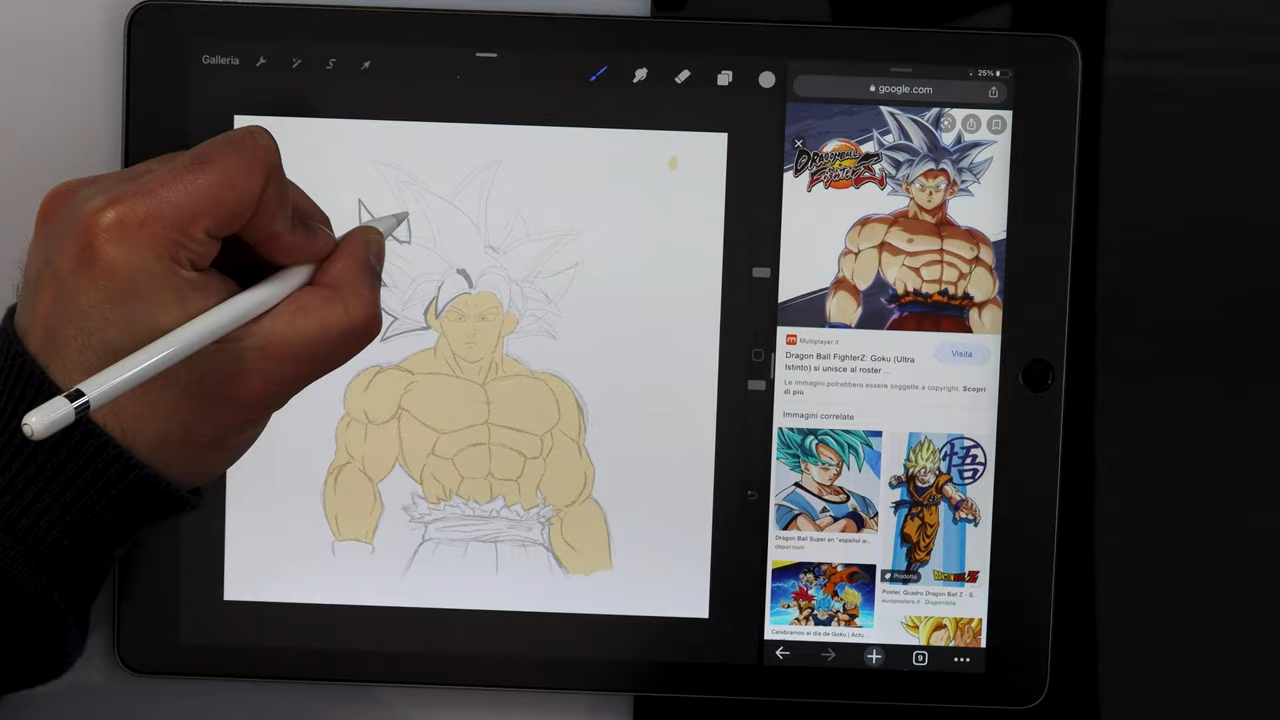 Galleria
25%
google.com
DRAGONBALL
FighterZ
Multiplayer.it
Dragon Ball FighterZ: Goku (Ultra
Istinto) si unisce al roster ...
Visita
Le immagini potrebbero essere soggette a copyright. Scopri
di più
Immagini correlate
悟
Dragon Ball Super en "español ar...
depor.com
Prodotto
DRAGONBALL Z
Poster, Quadro Dragon Ball Z - S...
europosters.it - Disponibile
Celebramos el día de Goku | Actu...
9